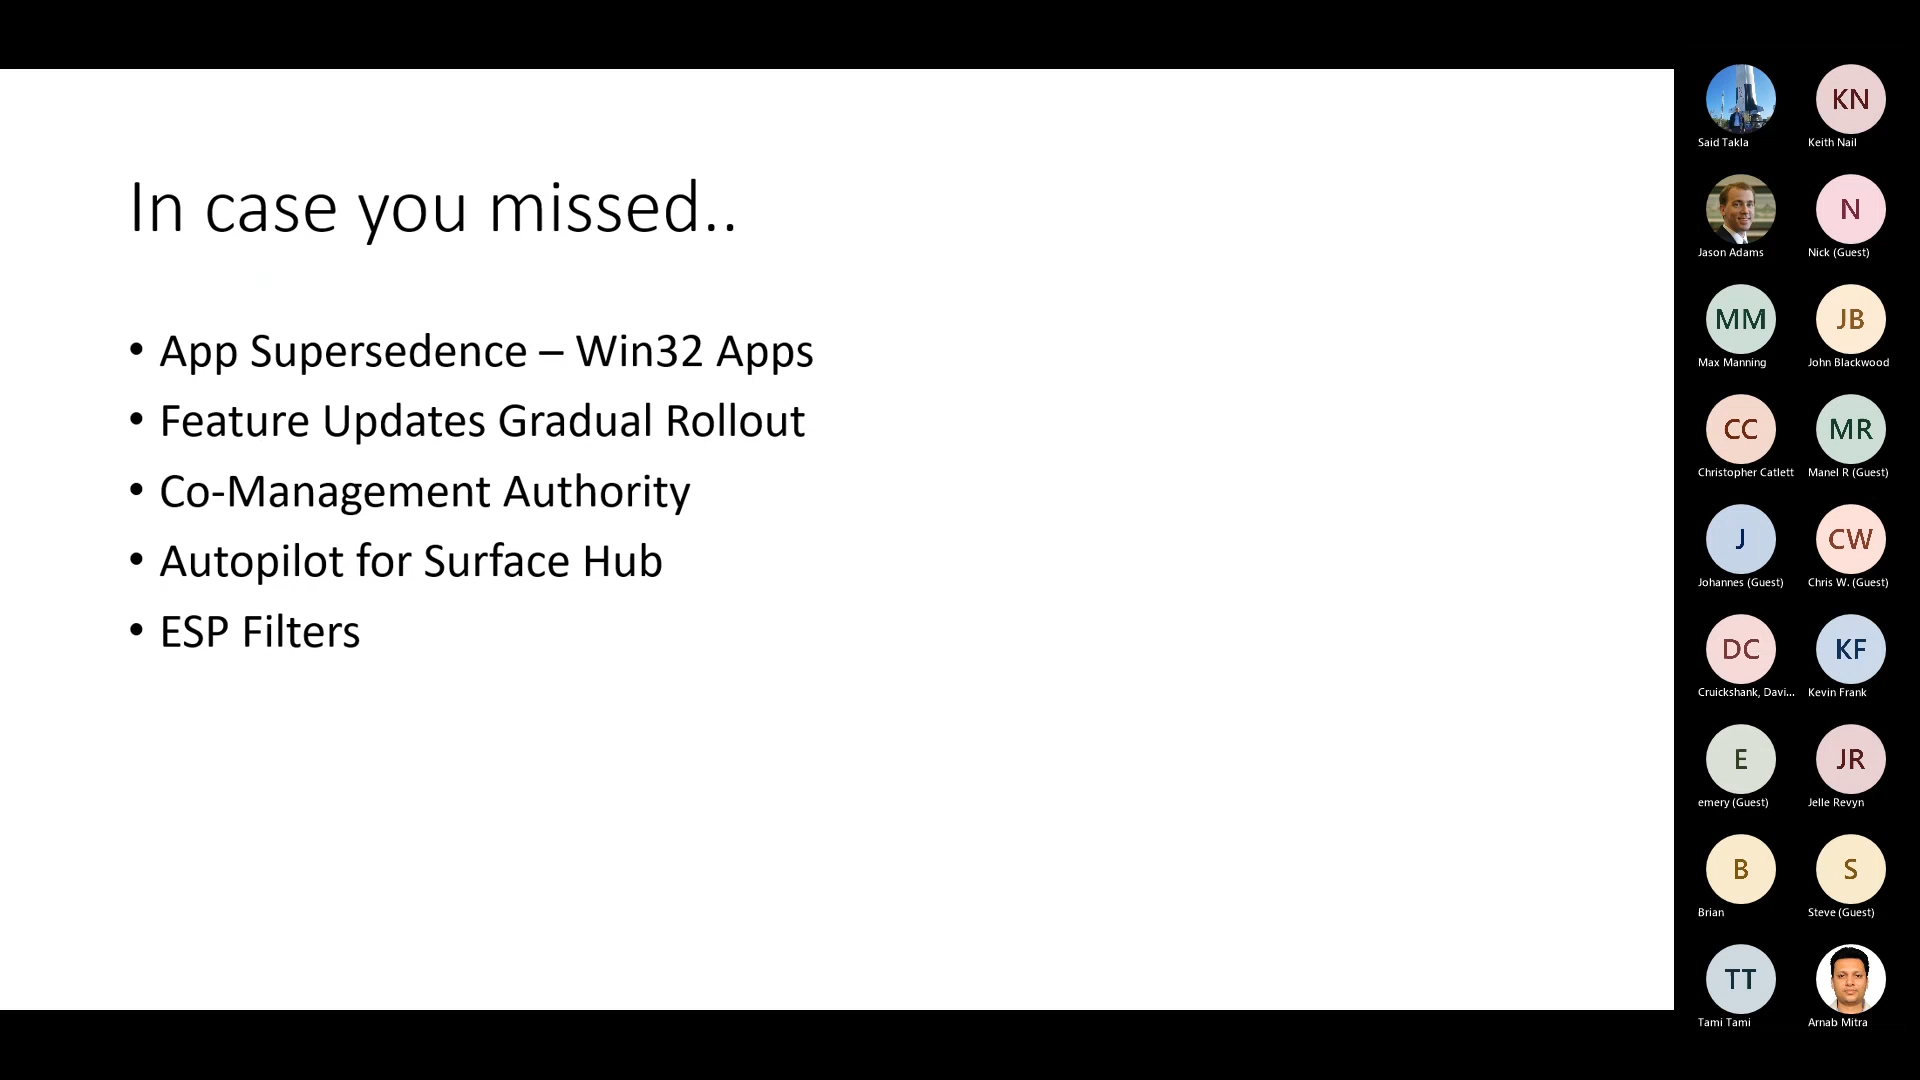 In case you missed..
• App Supersedence – Win32 Apps
• Feature Updates Gradual Rollout
• Co-Management Authority
• Autopilot for Surface Hub
• ESP Filters
Said Takla
KN
Keith Nail
Jason Adams
N
Nick (Guest)
MM
Max Manning
JB
John Blackwood
CC
Christopher Catlett
MR
Manel R (Guest)
J
Johannes (Guest)
CW
Chris W. (Guest)
DC
Cruickshank, Davi...
KF
Kevin Frank
E
emery (Guest)
JR
Jelle Revyn
B
Brian
S
Steve (Guest)
TT
Tami Tami
Arnab Mitra